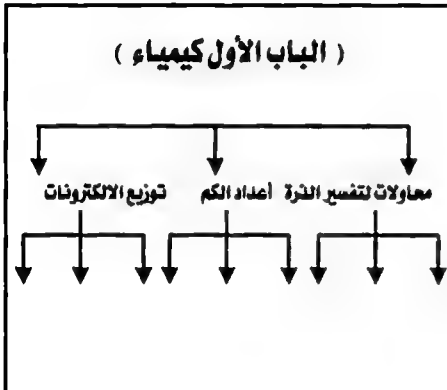 ( الباب الأول كيمياء )
محاولات لتفسير الذرة أعداد الكم توزيع الالكترونات